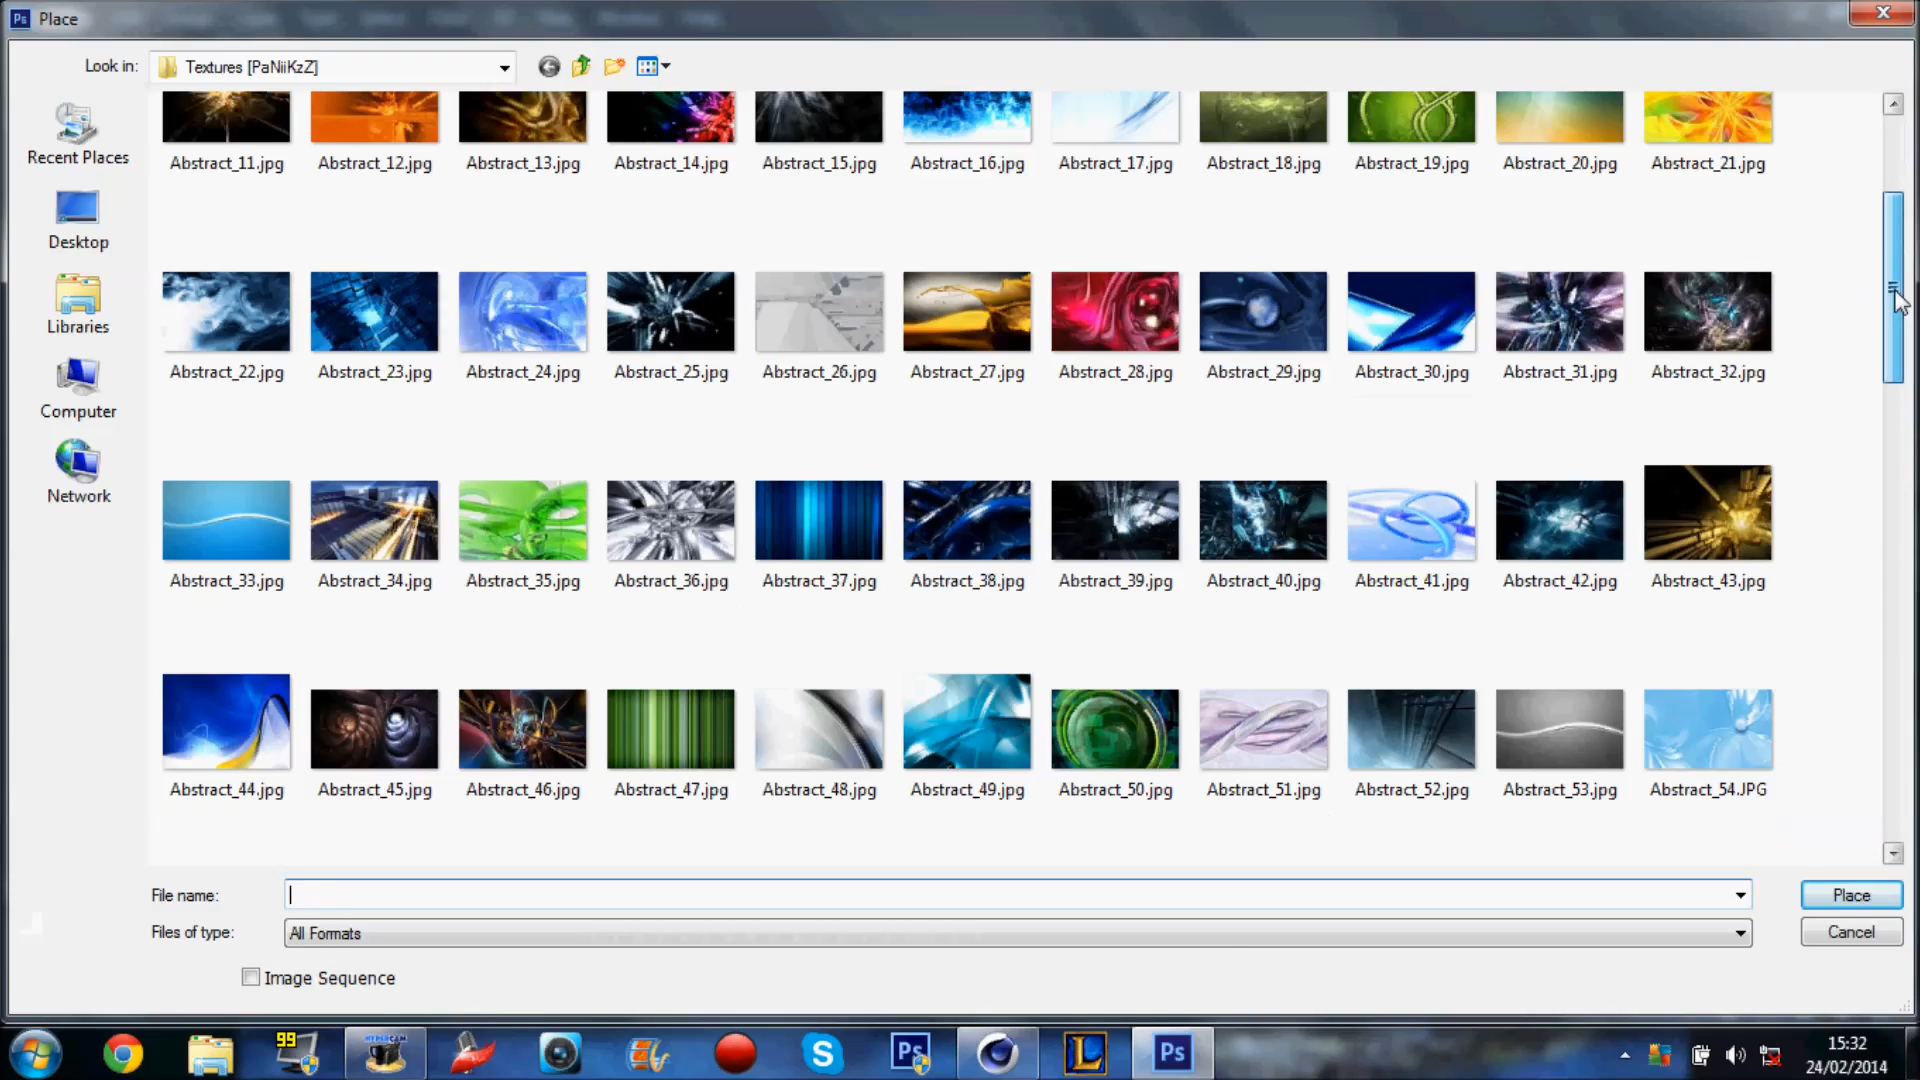 Ps Place
Look in: Textures [PaNiiKzZ]
Recent Places
Desktop
Libraries
Computer
Network
Abstract_11.jpg Abstract_12.jpg Abstract_13.jpg Abstract_14.jpg Abstract_15.jpg Abstract_16.jpg Abstract_17.jpg Abstract_18.jpg Abstract_19.jpg Abstract_20.jpg Abstract_21.jpg
Abstract_22.jpg Abstract_23.jpg Abstract_24.jpg Abstract_25.jpg Abstract_26.jpg Abstract_27.jpg Abstract_28.jpg Abstract_29.jpg Abstract_30.jpg Abstract_31.jpg Abstract_32.jpg
Abstract_33.jpg Abstract_34.jpg Abstract_35.jpg Abstract_36.jpg Abstract_37.jpg Abstract_38.jpg Abstract_39.jpg Abstract_40.jpg Abstract_41.jpg Abstract_42.jpg Abstract_43.jpg
Abstract_44.jpg Abstract_45.jpg Abstract_46.jpg Abstract_47.jpg Abstract_48.jpg Abstract_49.jpg Abstract_50.jpg Abstract_51.jpg Abstract_52.jpg Abstract_53.jpg Abstract_54.JPG
File name: Place
Files of type: All Formats Cancel
Image Sequence
99 HYPERCAM S Ps L Ps
15:32
24/02/2014